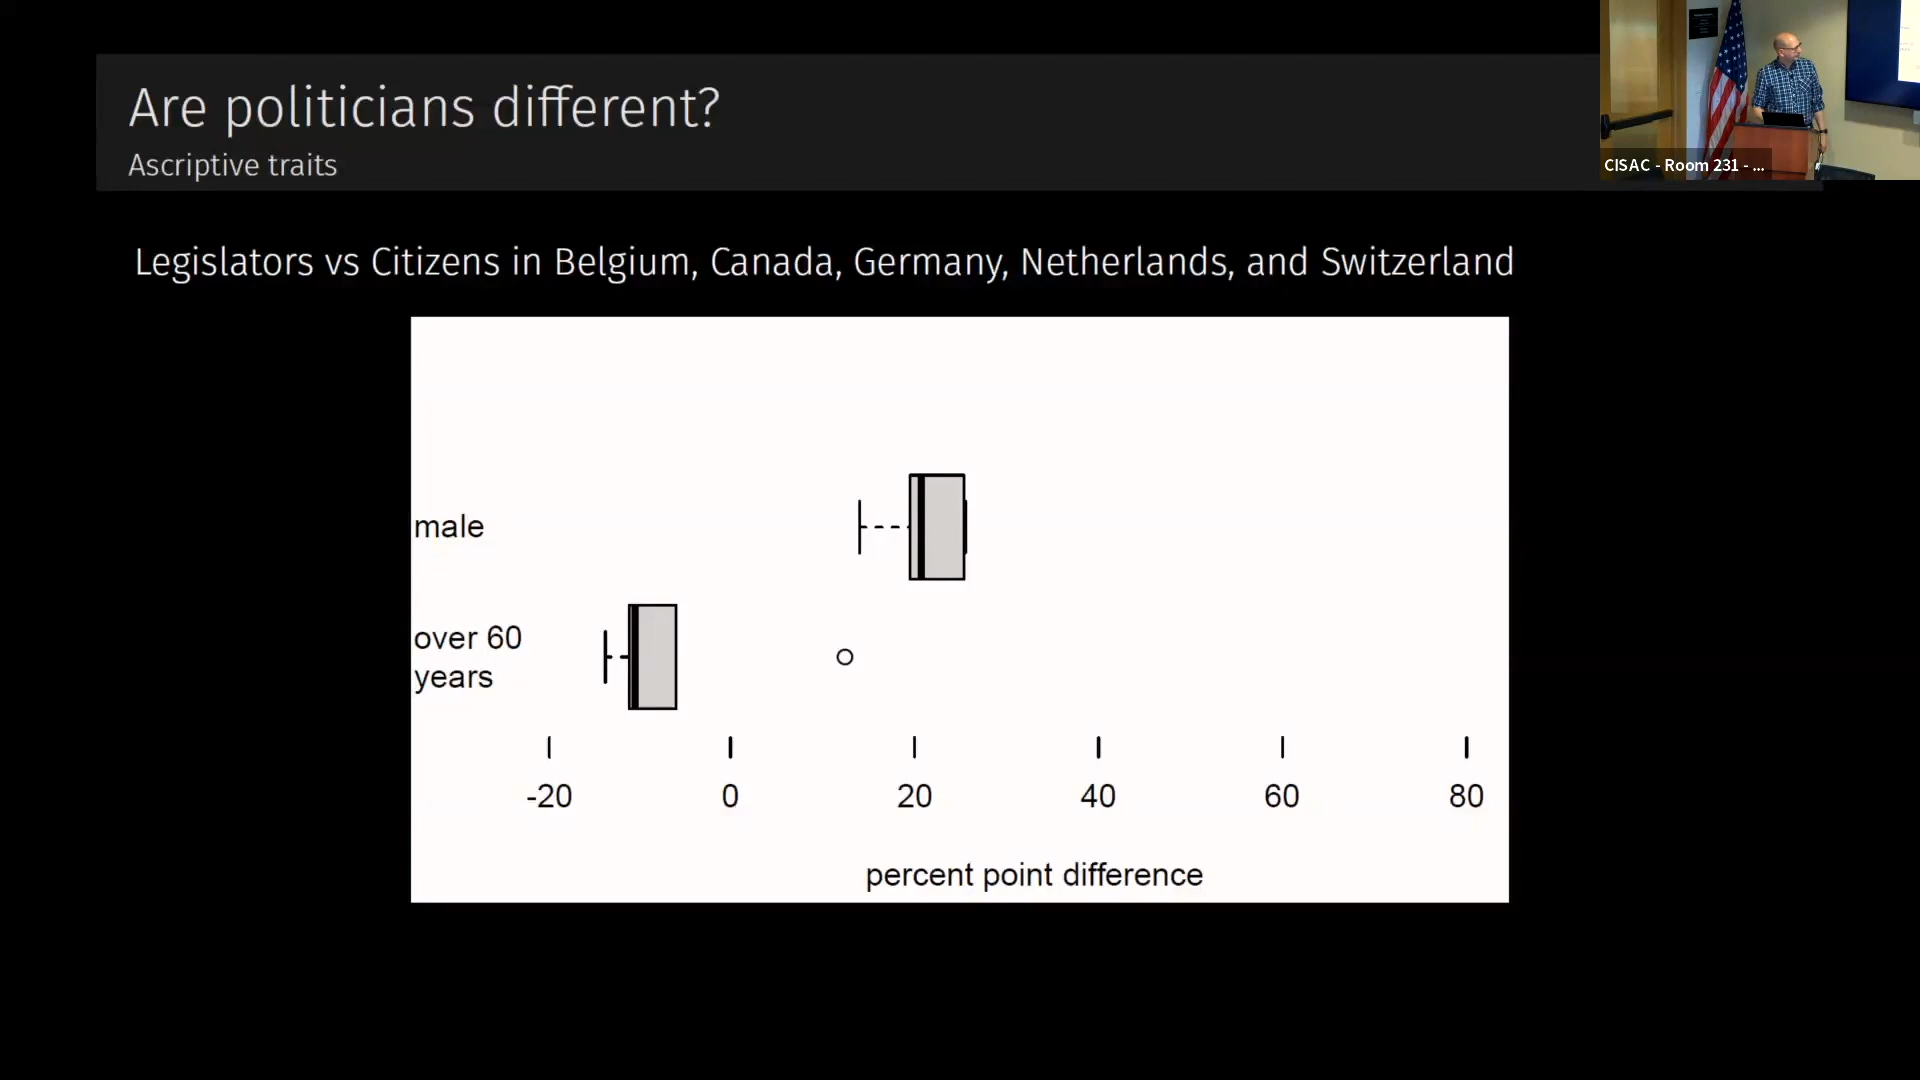 Are politicians different?
Ascriptive traits
CISAC - Room 231 - ...
Legislators vs Citizens in Belgium, Canada, Germany, Netherlands, and Switzerland
male
over 60
years
-20 0 20 40 60 80
percent point difference